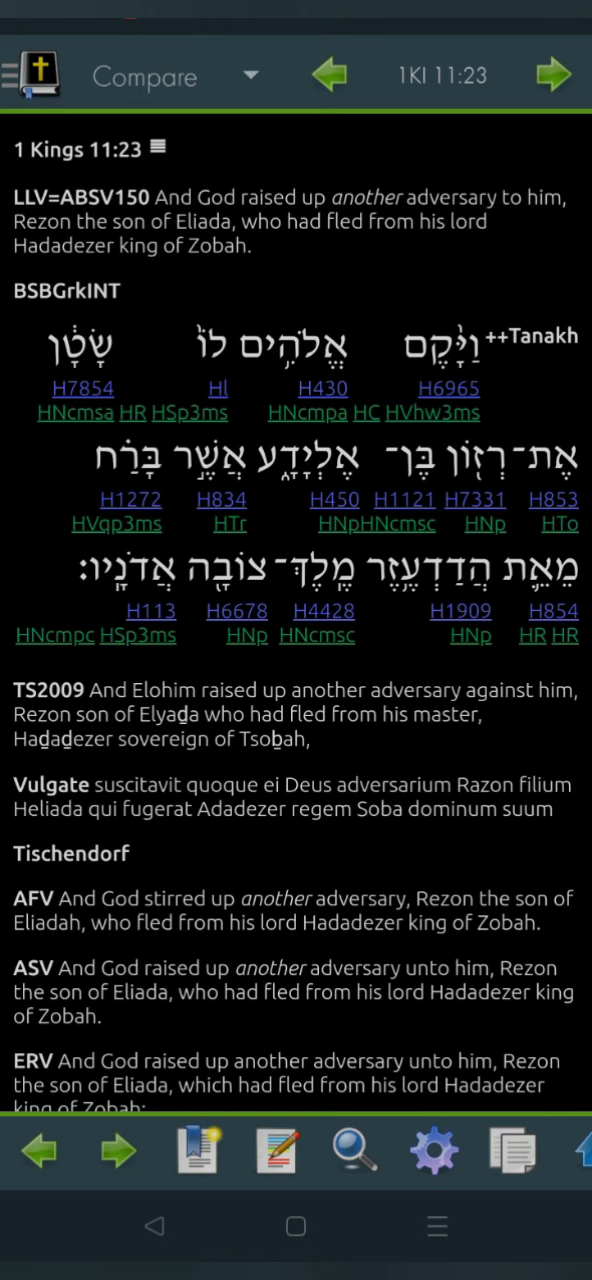 Compare
1KI 11:23
1 Kings 11:23
LLV=ABSV150 And God raised up another adversary to him,
Rezon the son of Eliada, who had fled from his lord
Hadadezer king of Zobah.
BSBGrkINT
++Tanakh וַיָּ֨קֶם אֱלֹהִ֥ים לוֹ֙ שָׂטָ֔ן
H6965 H430 Hl H7854
HNcmsa HR HSp3ms HNcmpa HC HVhw3ms
אֶת־ רְז֖וֹן בֶּן־ אֶלְיָדָ֑ע אֲשֶׁ֣ר בָּרַ֗ח
H853 H7331 H1121 H450 H834 H1272
HVqp3ms HTr HNpHNcmsc HNp HTo
מֵאֵ֛ת הֲדַדְעֶ֥זֶר מֶֽלֶךְ־ צוֹבָ֖ה אֲדֹנָֽיו׃
H854 H1909 H4428 H6678 H113
HNcmpc HSp3ms HNp HNcmsc HNp HR HR
TS2009 And Elohim raised up another adversary against him,
Rezon son of Elyaḏa who had fled from his master,
Haḏaḏezer sovereign of Tsoḇah,
Vulgate suscitavit quoque ei Deus adversarium Razon filium
Heliada qui fugerat Adadezer regem Soba dominum suum
Tischendorf
AFV And God stirred up another adversary, Rezon the son of
Eliadah, who fled from his lord Hadadezer king of Zobah.
ASV And God raised up another adversary unto him, Rezon
the son of Eliada, who had fled from his lord Hadadezer king
of Zobah.
ERV And God raised up another adversary unto him, Rezon
the son of Eliada, which had fled from his lord Hadadezer
king of Zobah: